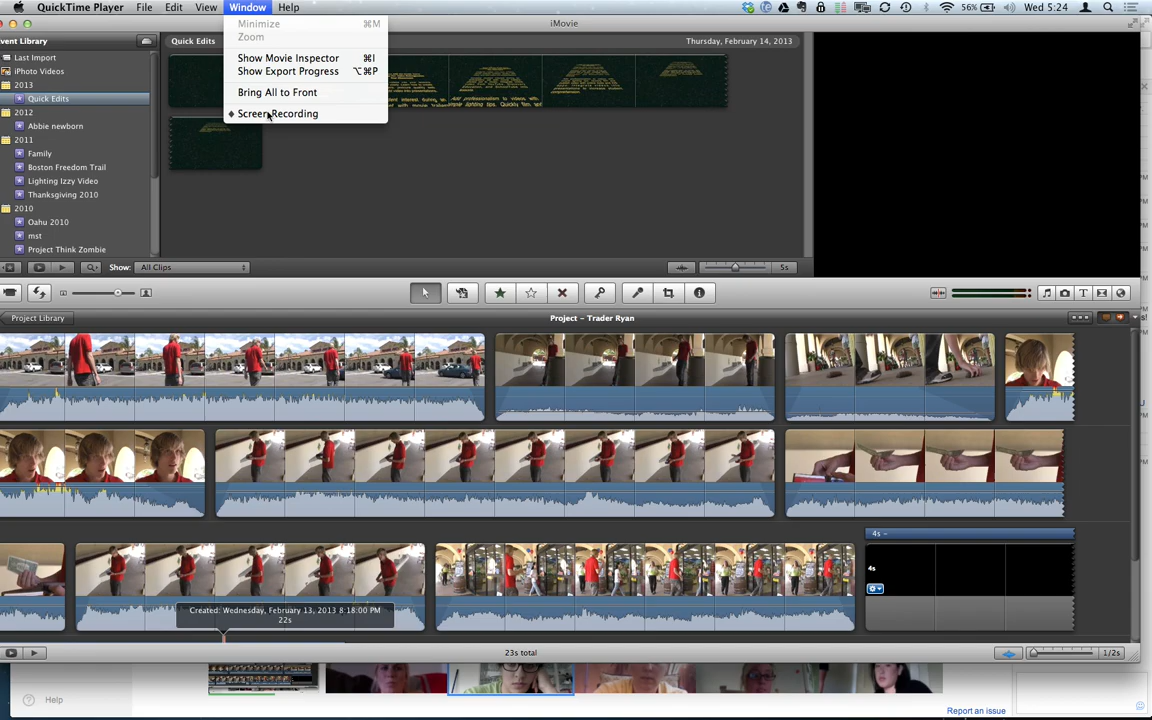 QuickTime Player File Edit View Window Help 56% Wed 5:24
iMovie
Minimize ⌘M
Zoom
Show Movie Inspector ⌘I
Show Export Progress ⌥⌘P
Bring All to Front
Screen Recording
vent Library
Last Import
iPhoto Videos
2013
Quick Edits
2012
Abbie newborn
2011
Family
Boston Freedom Trail
Lighting Izzy Video
Thanksgiving 2010
2010
Oahu 2010
mst
Project Think Zombie
Quick Edits Thursday, February 14, 2013
Show: All Clips 5s
Project Library Project – Trader Ryan
4s
4s
Created: Wednesday, February 13, 2013 8:18:00 PM
22s
23s total 1/2s
Help
Report an issue